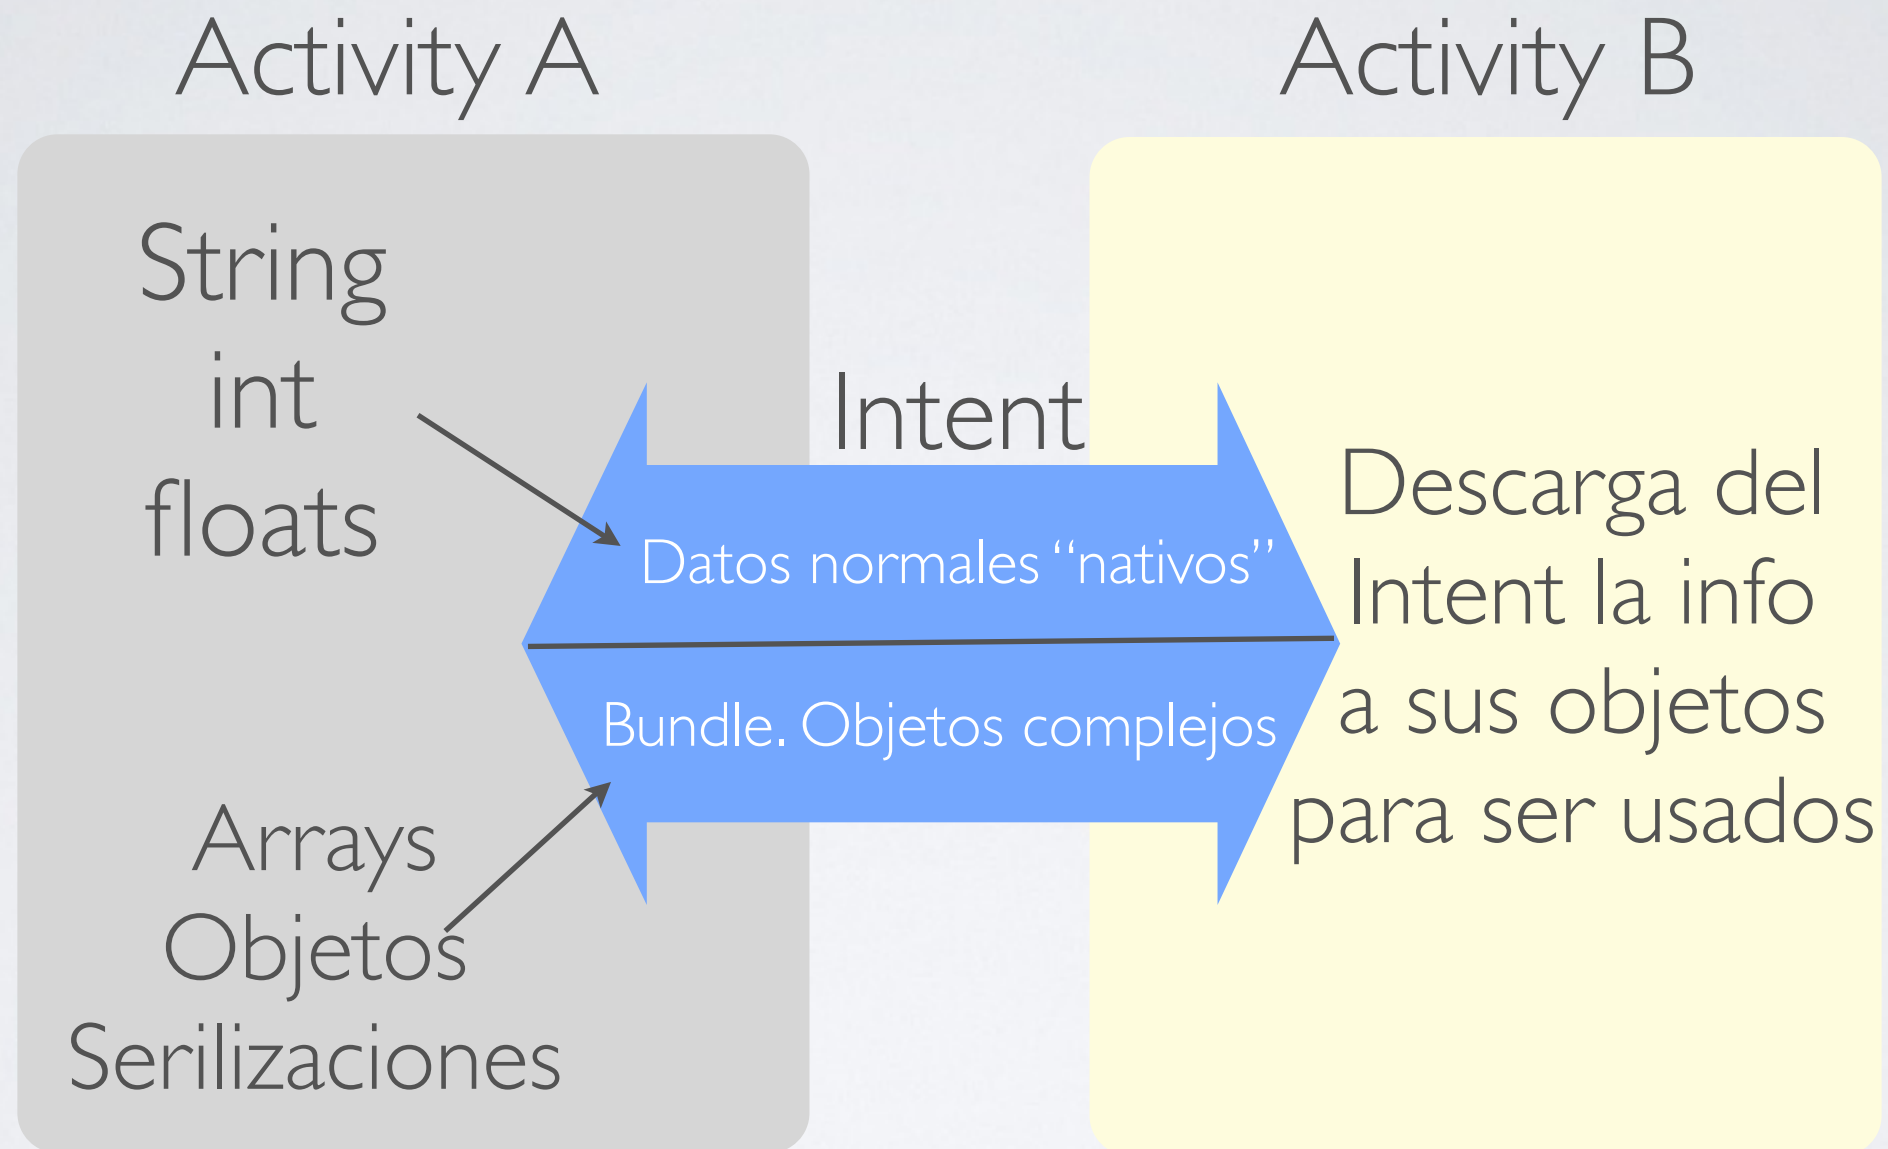 Activity A
Activity B
String
int
floats
Intent
Datos normales “nativos”
Bundle. Objetos complejos
Arrays
Objetos
Serilizaciones
Descarga del
Intent la info
a sus objetos
para ser usados